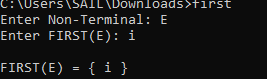 C:\Users\SAIL\Downloads>first
Enter Non-Terminal: E
Enter FIRST(E): i
FIRST(E) = { i }